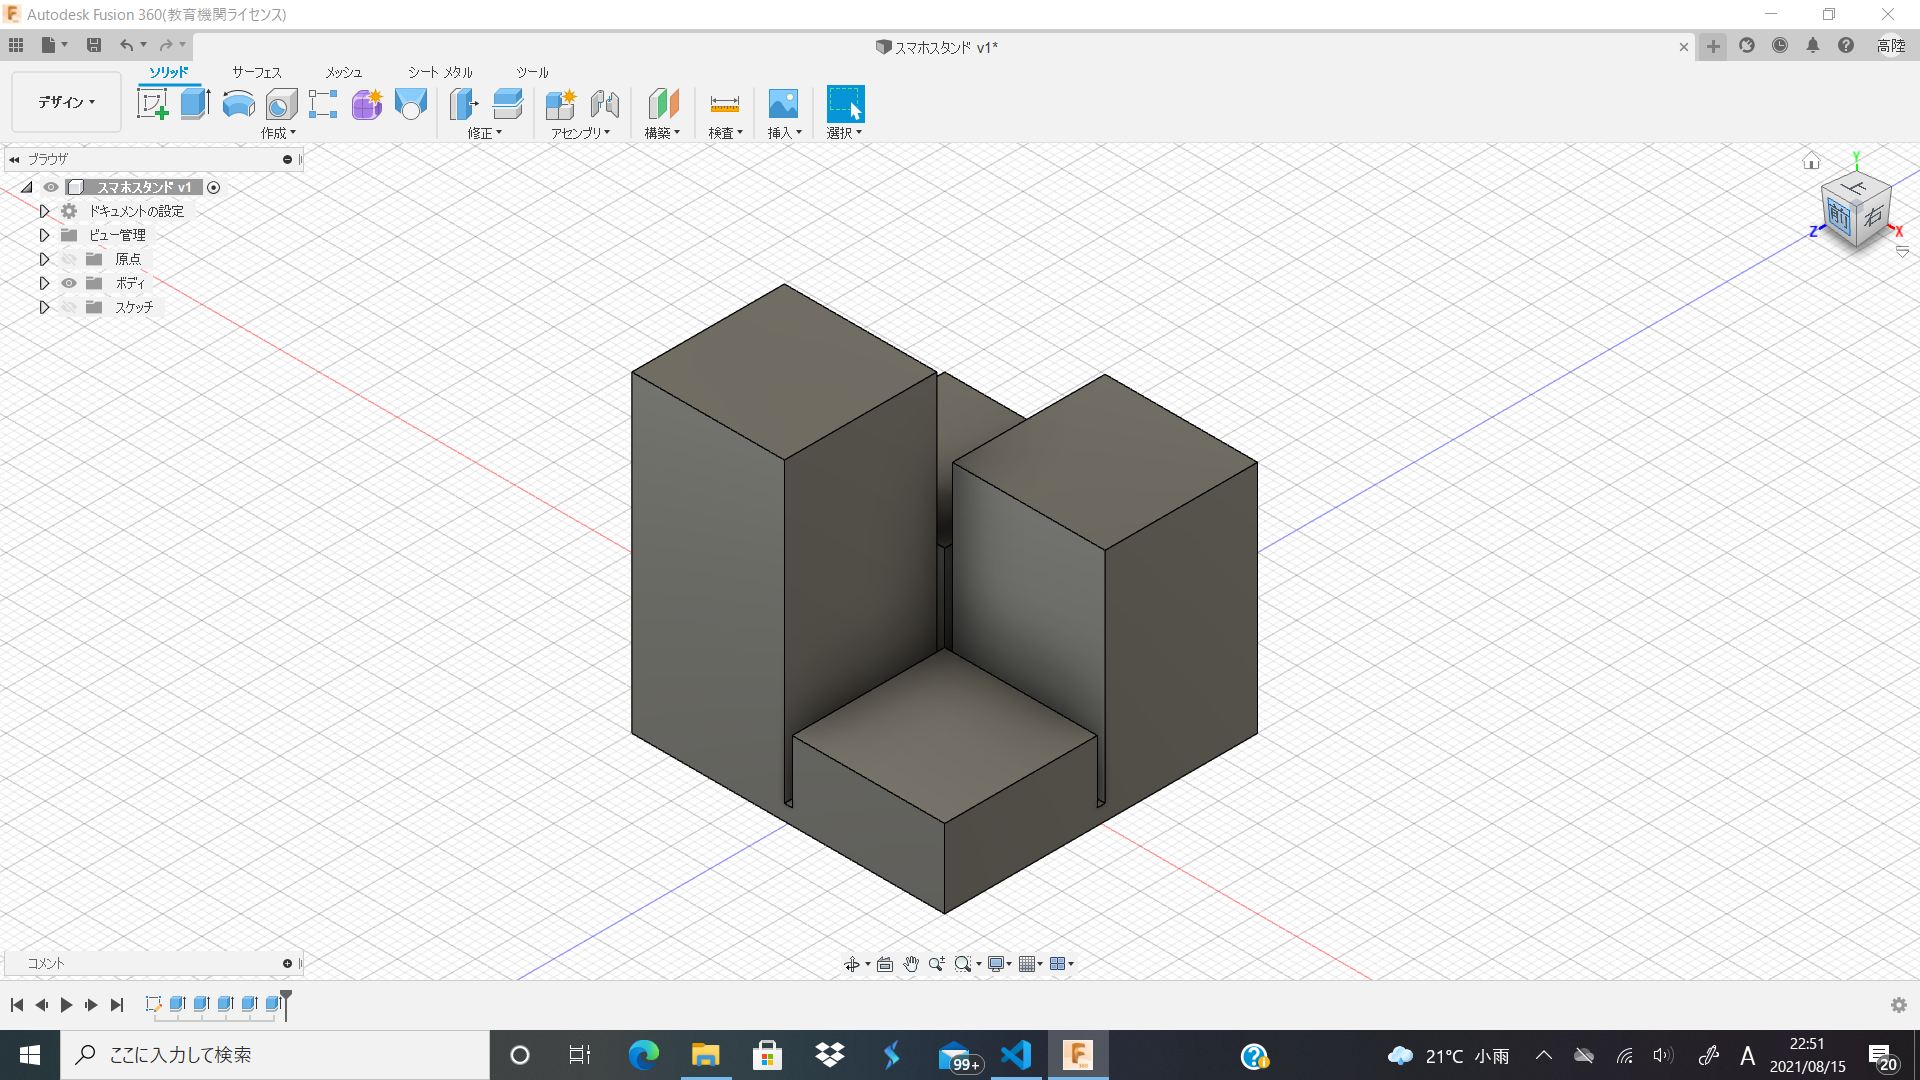 Autodesk Fusion 360(教育機関ライセンス)
スマホスタンド v1*
高陸
ソリッド サーフェス メッシュ シート メタル ツール
デザイン
作成 修正 アセンブリ 構築 検査 挿入 選択
ブラウザ
スマホスタンド v1
ドキュメントの設定
ビュー管理
原点
ボディ
スケッチ
Y
上
前
右
Z
X
コメント
ここに入力して検索
99+
21℃ 小雨
A
22:51
2021/08/15
20